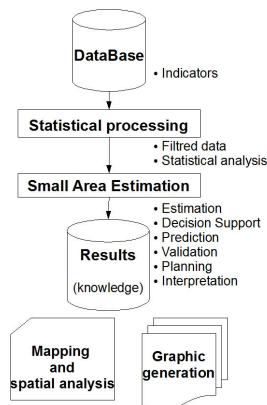 DataBase
• Indicators
Statistical processing
• Filtred data
• Statistical analysis
Small Area Estimation
• Estimation
• Decision Support
• Prediction
• Validation
• Planning
• Interpretation
Results
(knowledge)
Mapping
and
spatial analysis
Graphic
generation